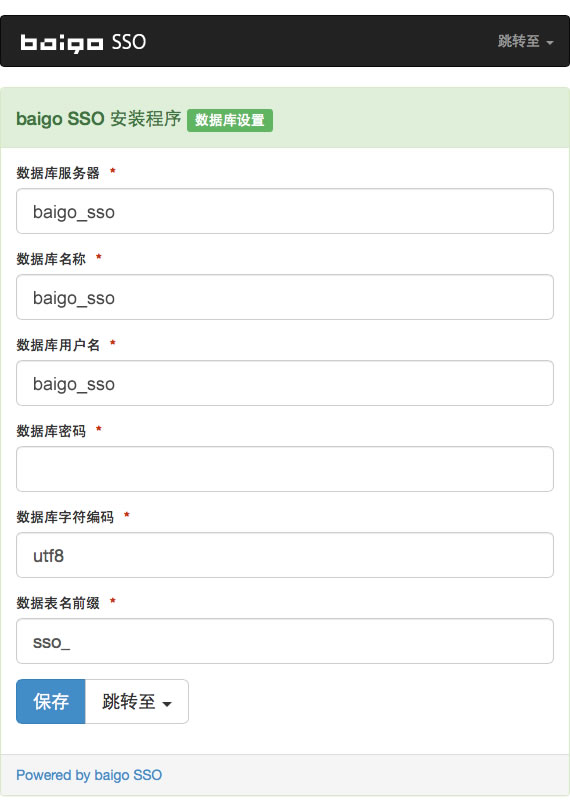 baigo SSO
跳转至
baigo SSO 安装程序 数据库设置
数据库服务器 *
baigo_sso
数据库名称 *
baigo_sso
数据库用户名 *
baigo_sso
数据库密码 *
数据库字符编码 *
utf8
数据表名前缀 *
sso_
保存 跳转至
Powered by baigo SSO